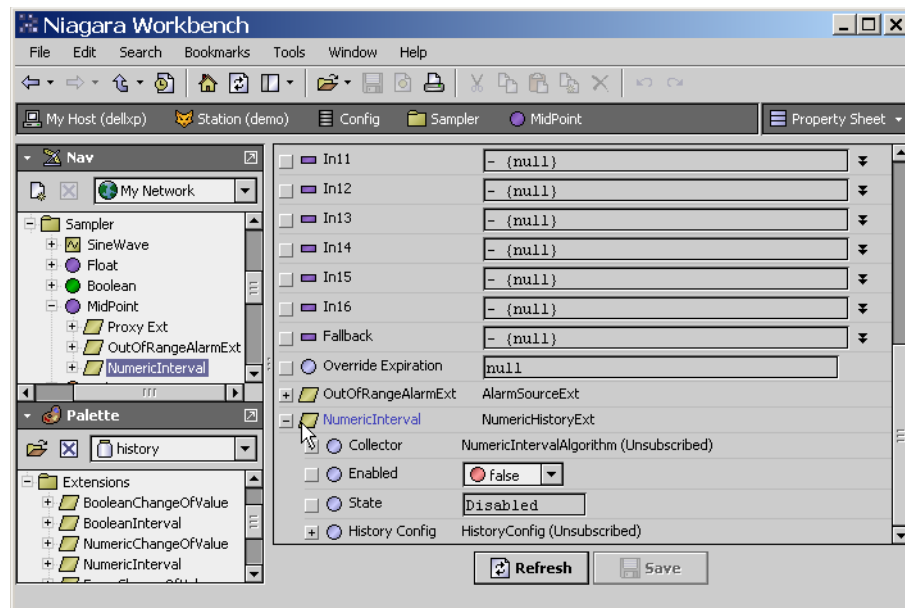 Niagara Workbench
File Edit Search Bookmarks Tools Window Help
My Host (dellxp) Station (demo) Config Sampler MidPoint Property Sheet
Nav
My Network
Sampler
SineWave
Float
Boolean
MidPoint
Proxy Ext
OutOfRangeAlarmExt
NumericInterval
Palette
history
Extensions
BooleanChangeOfValue
BooleanInterval
NumericChangeOfValue
NumericInterval
In11 - {null}
In12 - {null}
In13 - {null}
In14 - {null}
In15 - {null}
In16 - {null}
Fallback - {null}
Override Expiration null
OutOfRangeAlarmExt AlarmSourceExt
NumericInterval NumericHistoryExt
Collector NumericIntervalAlgorithm (Unsubscribed)
Enabled false
State Disabled
History Config HistoryConfig (Unsubscribed)
Refresh Save